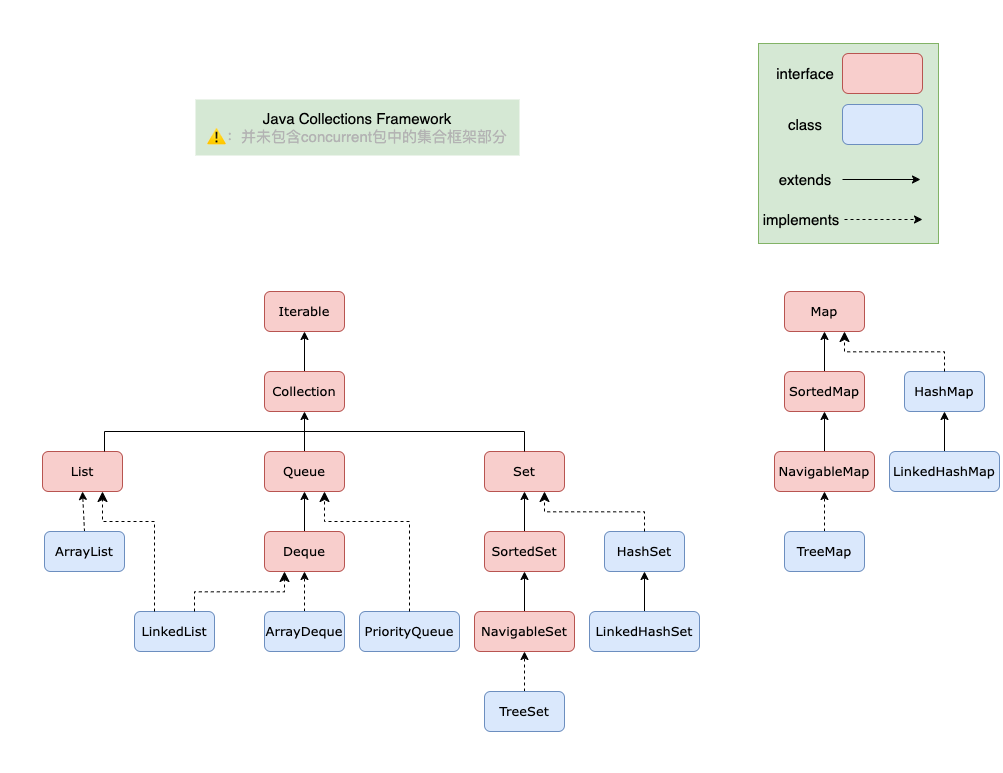 interface
Java Collections Framework
⚠️：并未包含concurrent包中的集合框架部分
class
extends
implements
Iterable
Map
Collection
SortedMap
HashMap
List
Queue
Set
NavigableMap
LinkedHashMap
ArrayList
Deque
SortedSet
HashSet
TreeMap
LinkedList
ArrayDeque
PriorityQueue
NavigableSet
LinkedHashSet
TreeSet